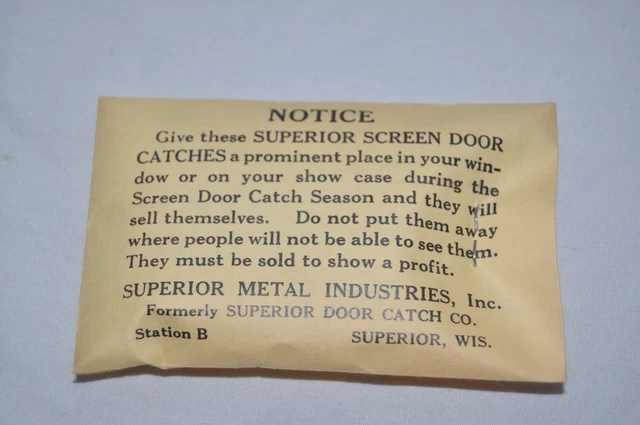 NOTICE
Give these SUPERIOR SCREEN DOOR
CATCHES a prominent place in your win-
dow or on your show case during the
Screen Door Catch Season and they will
sell themselves. Do not put them away
where people will not be able to see them.
They must be sold to show a profit.
SUPERIOR METAL INDUSTRIES, Inc.
Formerly SUPERIOR DOOR CATCH CO.
Station B SUPERIOR, WIS.